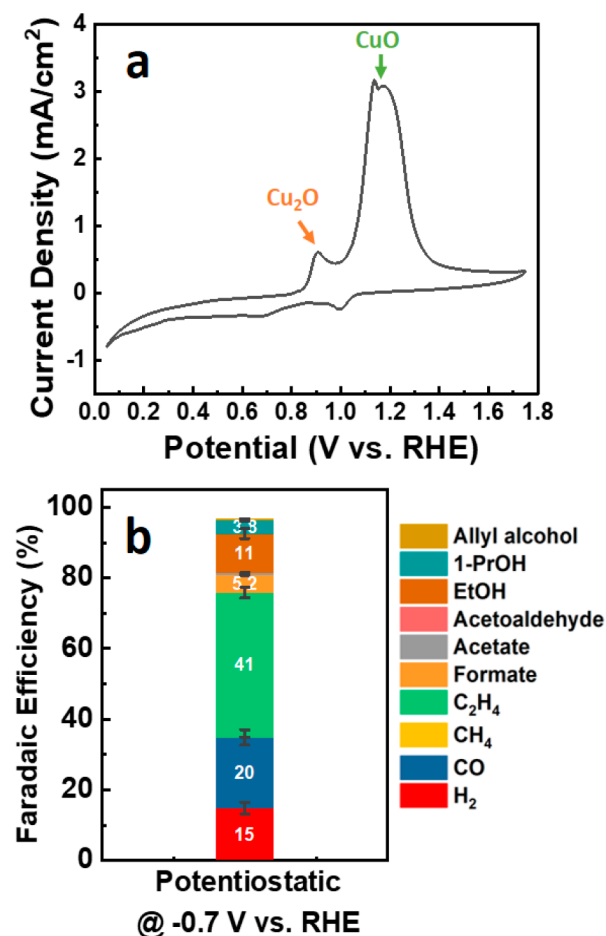 a
CuO
Cu₂O
Current Density (mA/cm²)
4
3
2
1
0
-1
0.0 0.2 0.4 0.6 0.8 1.0 1.2 1.4 1.6 1.8
Potential (V vs. RHE)
b
Faradaic Efficiency (%)
100
80
60
40
20
0
3.8
11
5.2
41
20
15
Allyl alcohol
1-PrOH
EtOH
Acetoaldehyde
Acetate
Formate
C₂H₄
CH₄
CO
H₂
Potentiostatic
@ -0.7 V vs. RHE